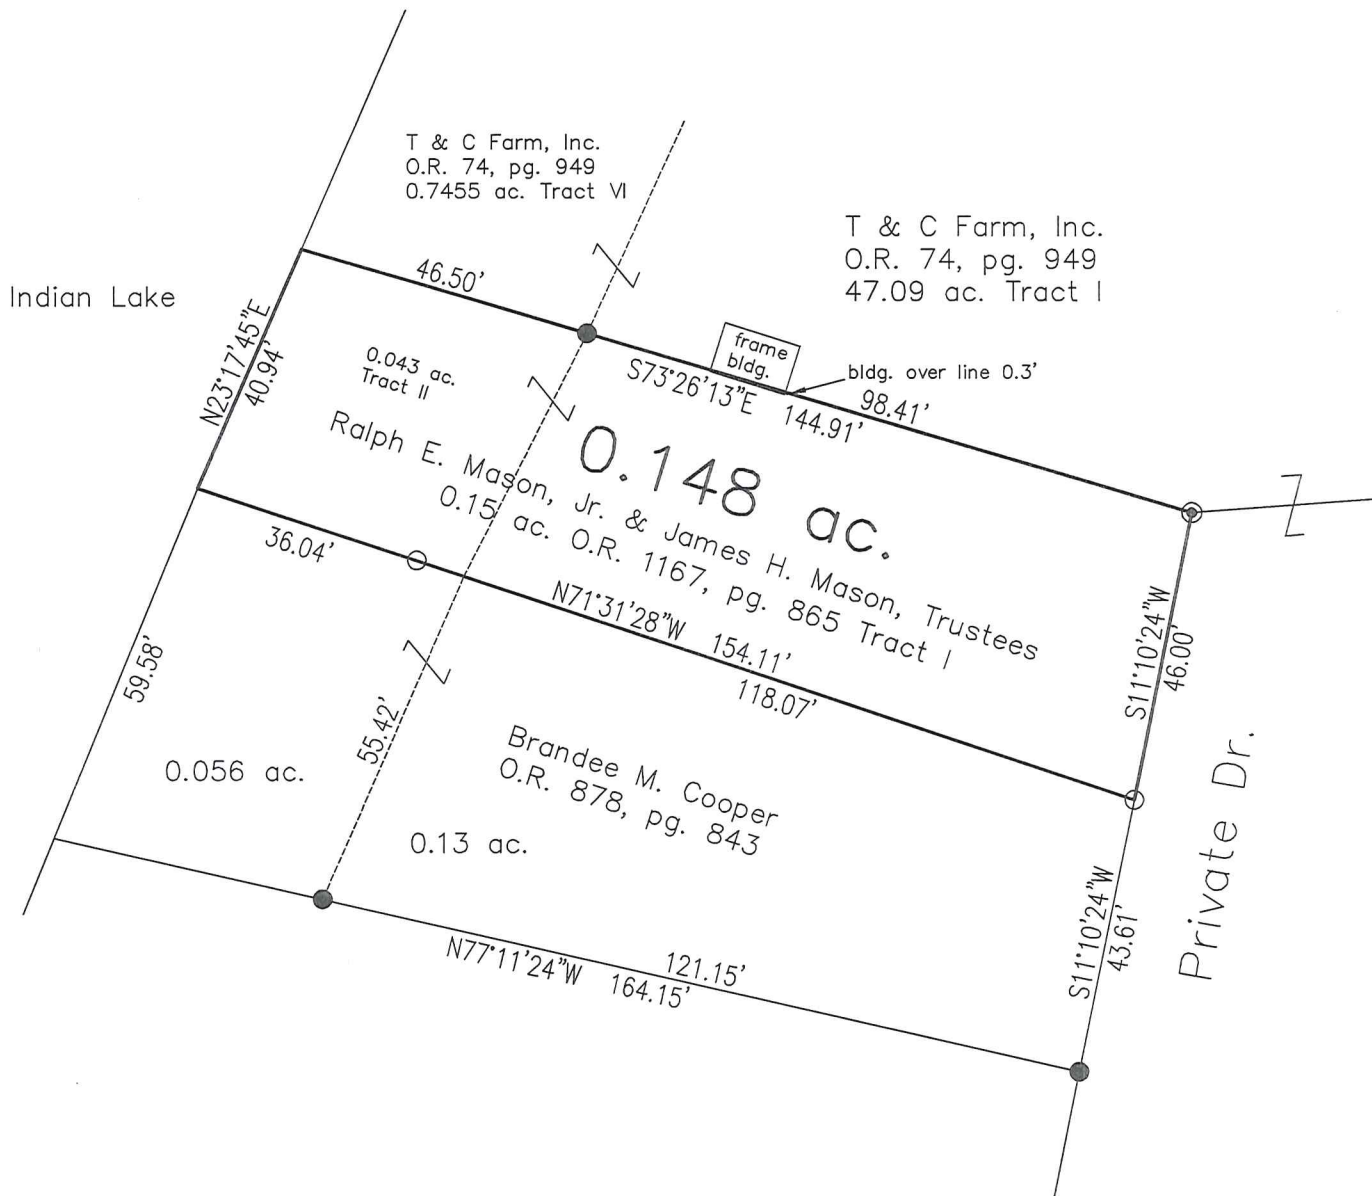 T & C Farm, Inc.
O.R. 74, pg. 949
0.7455 ac. Tract VI
T & C Farm, Inc.
O.R. 74, pg. 949
47.09 ac. Tract I
Indian Lake
46.50'
frame
bldg.
bldg. over line 0.3'
S73°26'13"E 144.91'
98.41'
N23°17'45"E
40.94'
0.043 ac.
Tract II
0.148 ac.
Ralph E. Mason, Jr. & James H. Mason, Trustees
0.15 ac. O.R. 1167, pg. 865 Tract I
36.04'
N71°31'28"W 154.11'
118.07'
S11°10'24"W
46.00'
59.58'
55.42'
0.056 ac.
Brandee M. Cooper
O.R. 878, pg. 843
0.13 ac.
Private Dr.
S11°10'24"W
43.61'
121.15'
N77°11'24"W 164.15'